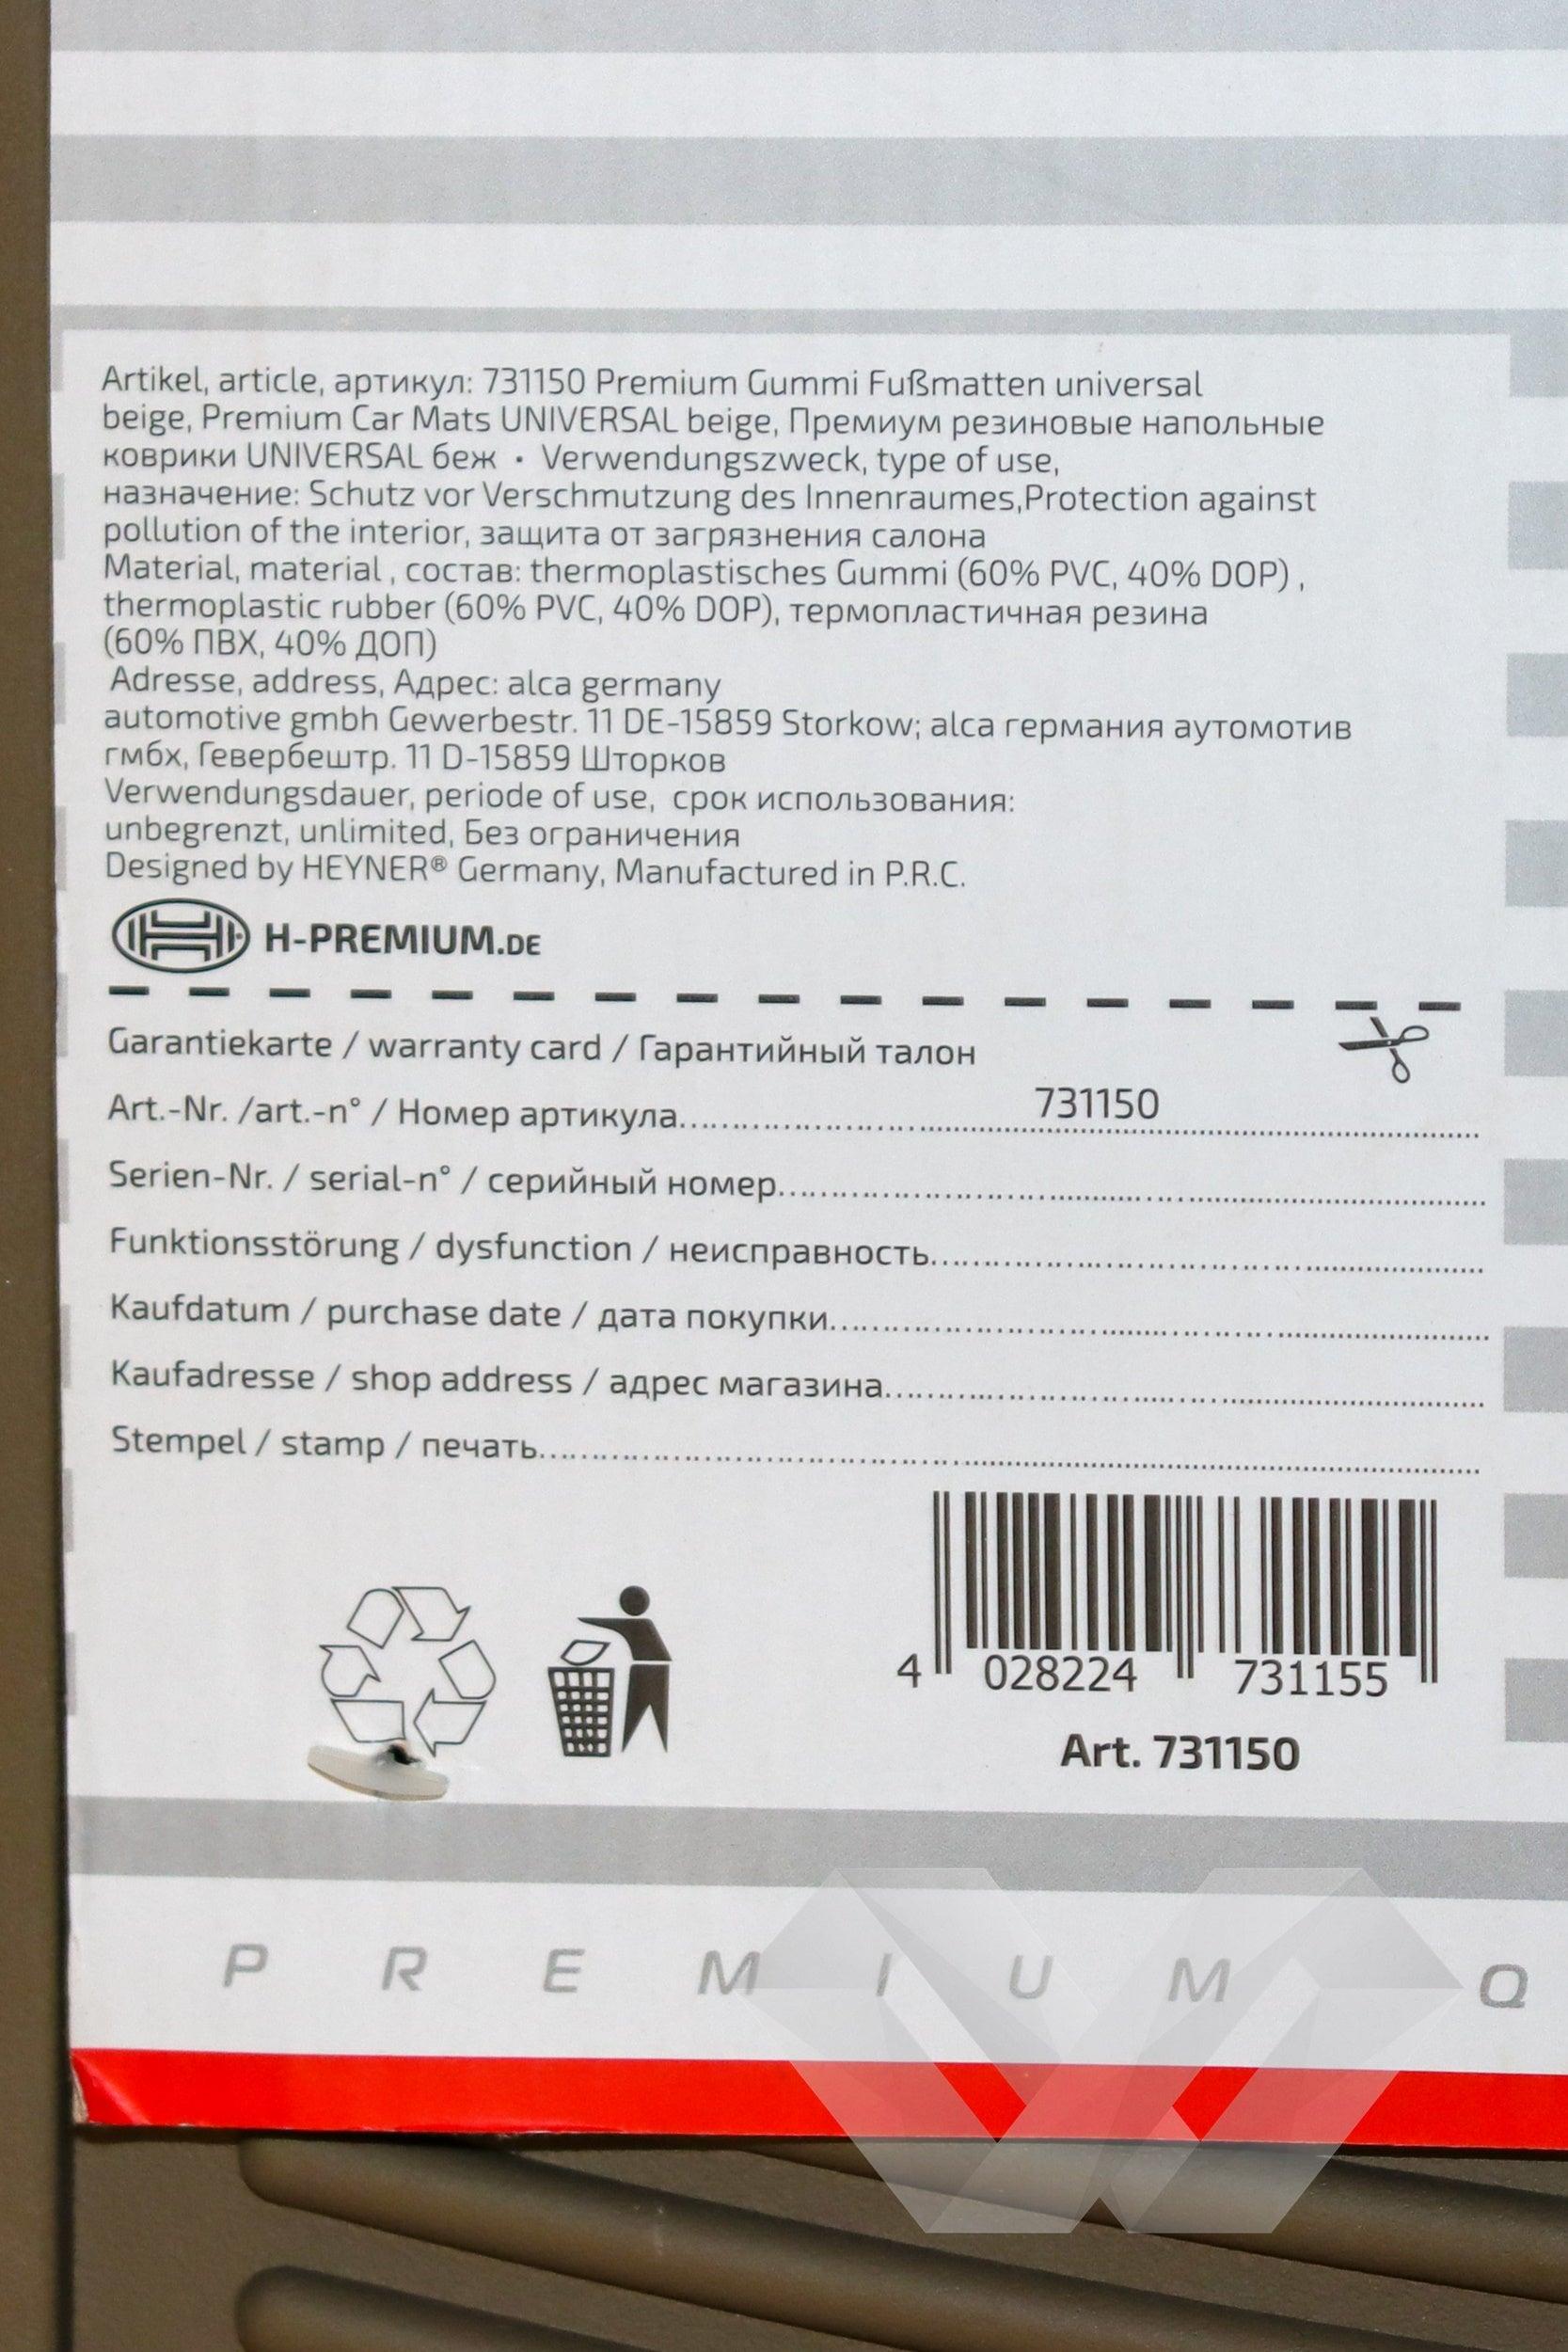 Artikel, article, артикул: 731150 Premium Gummi Fußmatten universal
beige, Premium Car Mats UNIVERSAL beige, Премиум резиновые напольные
коврики UNIVERSAL беж • Verwendungszweck, type of use,
назначение: Schutz vor Verschmutzung des Innenraumes,Protection against
pollution of the interior, защита от загрязнения салона
Material, material , состав: thermoplastisches Gummi (60% PVC, 40% DOP) ,
thermoplastic rubber (60% PVC, 40% DOP), термопластичная резина
(60% ПВХ, 40% ДОП)
Adresse, address, Адрес: alca germany
automotive gmbh Gewerbestr. 11 DE-15859 Storkow; alca германия аутомотив
гмбх, Гевербештр. 11 D-15859 Шторков
Verwendungsdauer, periode of use, срок использования:
unbegrenzt, unlimited, Без ограничения
Designed by HEYNER® Germany, Manufactured in P.R.C.
H-PREMIUM.DE
Garantiekarte / warranty card / Гарантийный талон
Art.-Nr. /art.-n° / Номер артикула 731150
Serien-Nr. / serial-n° / серийный номер
Funktionsstörung / dysfunction / неисправность
Kaufdatum / purchase date / дата покупки
Kaufadresse / shop address / адрес магазина
Stempel / stamp / печать
4 028224 731155
Art. 731150
PREMIUM Q